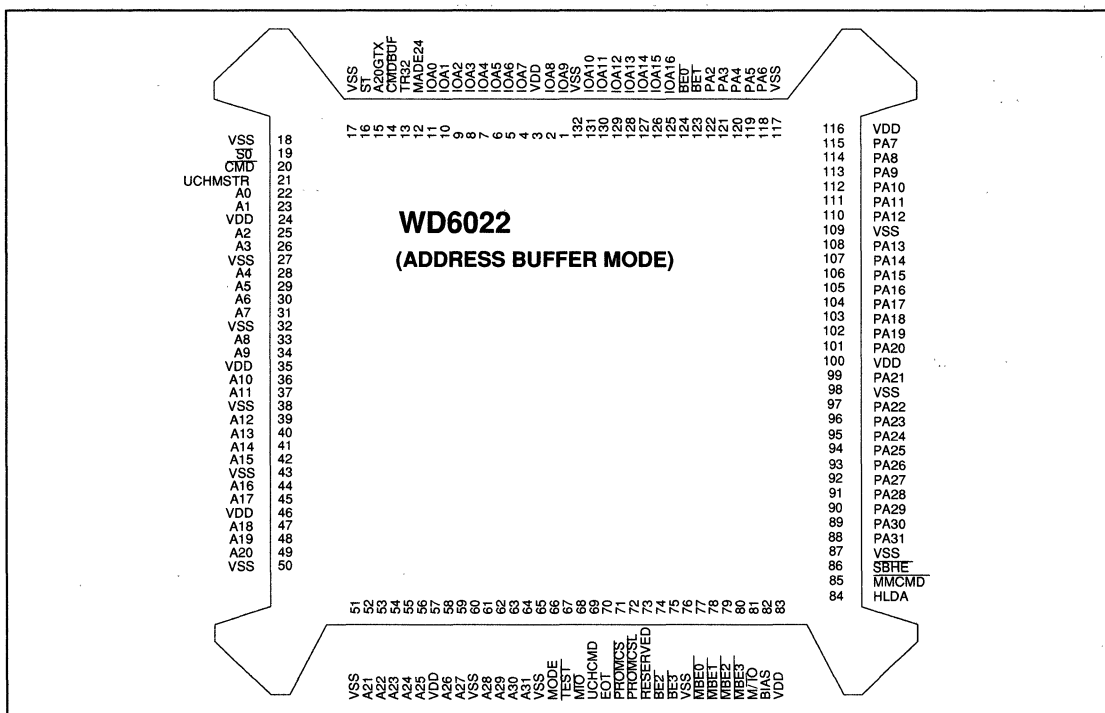 VSS
S1
A20GTX
CMDBUF
TR32
MADE24
IOA0
IOA1
IOA2
IOA3
IOA4
IOA5
IOA6
IOA7
VDD
IOA8
IOA9
VSS
IOA10
IOA11
IOA12
IOA13
IOA14
IOA15
IOA16
BE0
BE1
PA2
PA3
PA4
PA5
PA6
VSS
17
16
15
14
13
12
11
10
9
8
7
6
5
4
3
2
1
132
131
130
129
128
127
126
125
124
123
122
121
120
119
118
117
VSS 18
S0 19
CMD 20
UCHMSTR 21
A0 22
A1 23
VDD 24
A2 25
A3 26
VSS 27
A4 28
A5 29
A6 30
A7 31
VSS 32
A8 33
A9 34
VDD 35
A10 36
A11 37
VSS 38
A12 39
A13 40
A14 41
A15 42
VSS 43
A16 44
A17 45
VDD 46
A18 47
A19 48
A20 49
VSS 50
WD6022
(ADDRESS BUFFER MODE)
116 VDD
115 PA7
114 PA8
113 PA9
112 PA10
111 PA11
110 PA12
109 VSS
108 PA13
107 PA14
106 PA15
105 PA16
104 PA17
103 PA18
102 PA19
101 PA20
100 VDD
99 PA21
98 VSS
97 PA22
96 PA23
95 PA24
94 PA25
93 PA26
92 PA27
91 PA28
90 PA29
89 PA30
88 PA31
87 VSS
86 SBHE
85 MMCMD
84 HLDA
51
52
53
54
55
56
57
58
59
60
61
62
63
64
65
66
67
68
69
70
71
72
73
74
75
76
77
78
79
80
81
82
83
VSS
A21
A22
A23
A24
A25
VDD
A26
A27
VSS
A28
A29
A30
A31
VSS
MODE
TEST
MIO
UCHCMD
EOT
PROMCS
PROMCSL
RESERVED
BE2
BE3
VSS
MBE0
MBE1
MBE2
MBE3
M/IO
BIAS
VDD